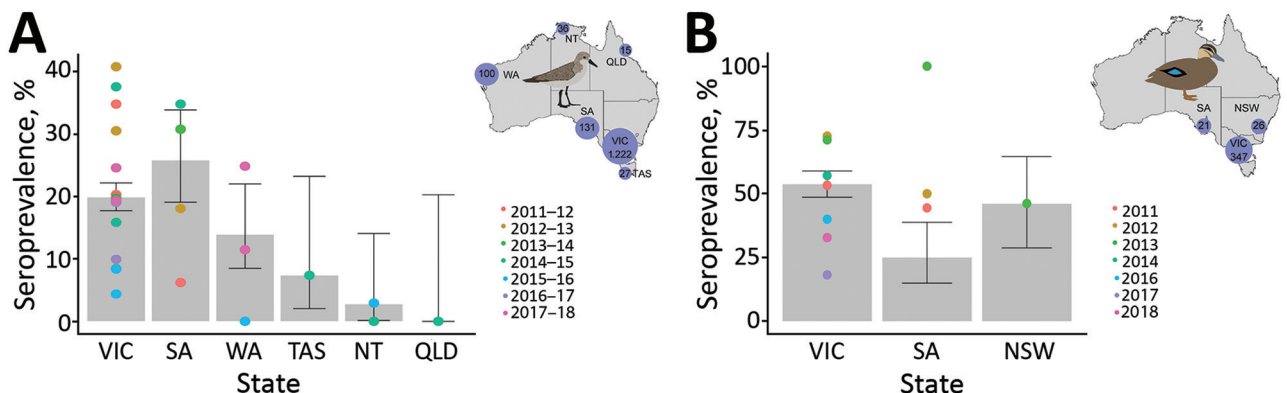 A
Seroprevalence, %
40
30
20
10
0
VIC SA WA TAS NT QLD
State
36
NT
15
QLD
100
WA
SA
131
VIC
1.222
27 TAS
2011–12
2012–13
2013–14
2014–15
2015–16
2016–17
2017–18
B
Seroprevalence, %
100
75
50
25
0
VIC SA NSW
State
SA
NSW
21
26
VIC
347
2011
2012
2013
2014
2016
2017
2018